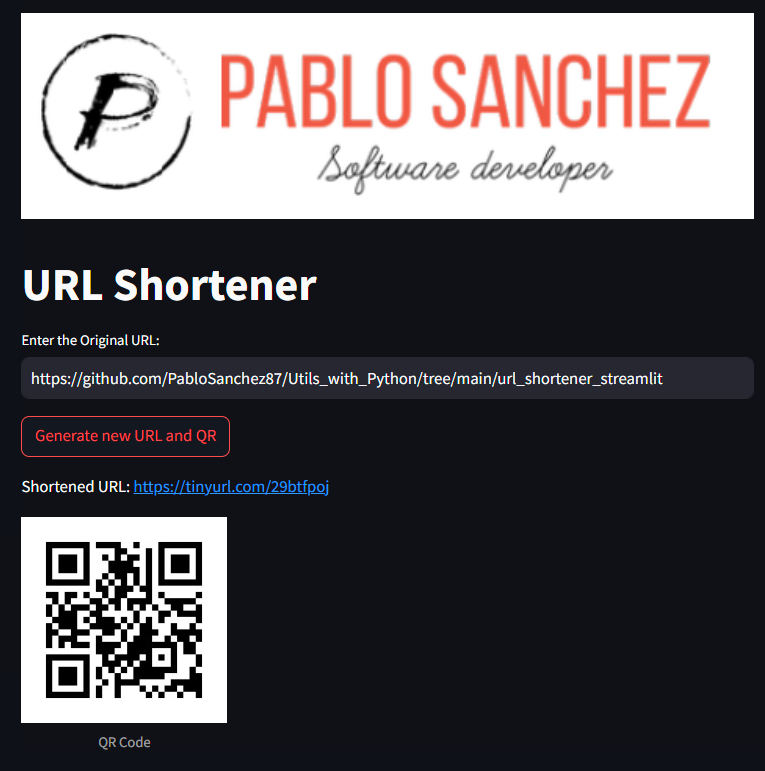 P
PABLO SANCHEZ
Software developer
URL Shortener
Enter the Original URL:
https://github.com/PabloSanchez87/Utils_with_Python/tree/main/url_shortener_streamlit
Generate new URL and QR
Shortened URL: https://tinyurl.com/29btfpoj
QR Code